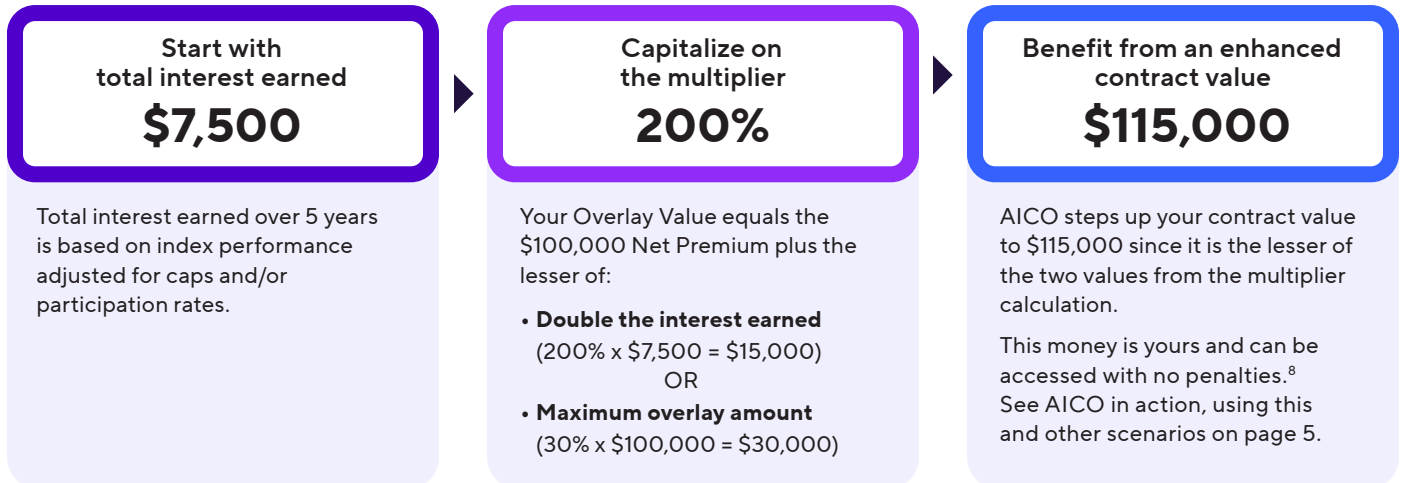 Start with
total interest earned
$7,500
Total interest earned over 5 years
is based on index performance
adjusted for caps and/or
participation rates.
Capitalize on
the multiplier
200%
Your Overlay Value equals the
$100,000 Net Premium plus the
lesser of:
• Double the interest earned
(200% x $7,500 = $15,000)
OR
• Maximum overlay amount
(30% x $100,000 = $30,000)
Benefit from an enhanced
contract value
$115,000
AICO steps up your contract value
to $115,000 since it is the lesser of
the two values from the multiplier
calculation.
This money is yours and can be
accessed with no penalties.⁸
See AICO in action, using this
and other scenarios on page 5.